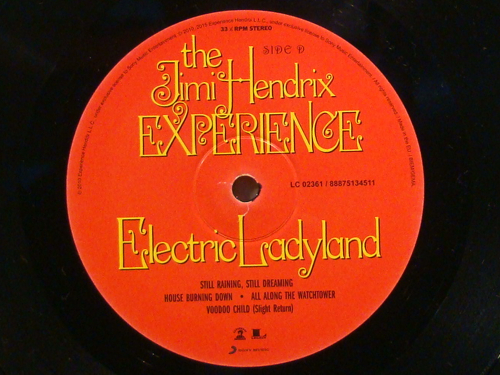 33 ⅓ RPM STEREO
SIDE D
the
Jimi Hendrix
EXPERIENCE
LC 02361 / 88875134511
Electric Ladyland
STILL RAINING, STILL DREAMING
HOUSE BURNING DOWN • ALL ALONG THE WATCHTOWER
VOODOO CHILD (Slight Return)